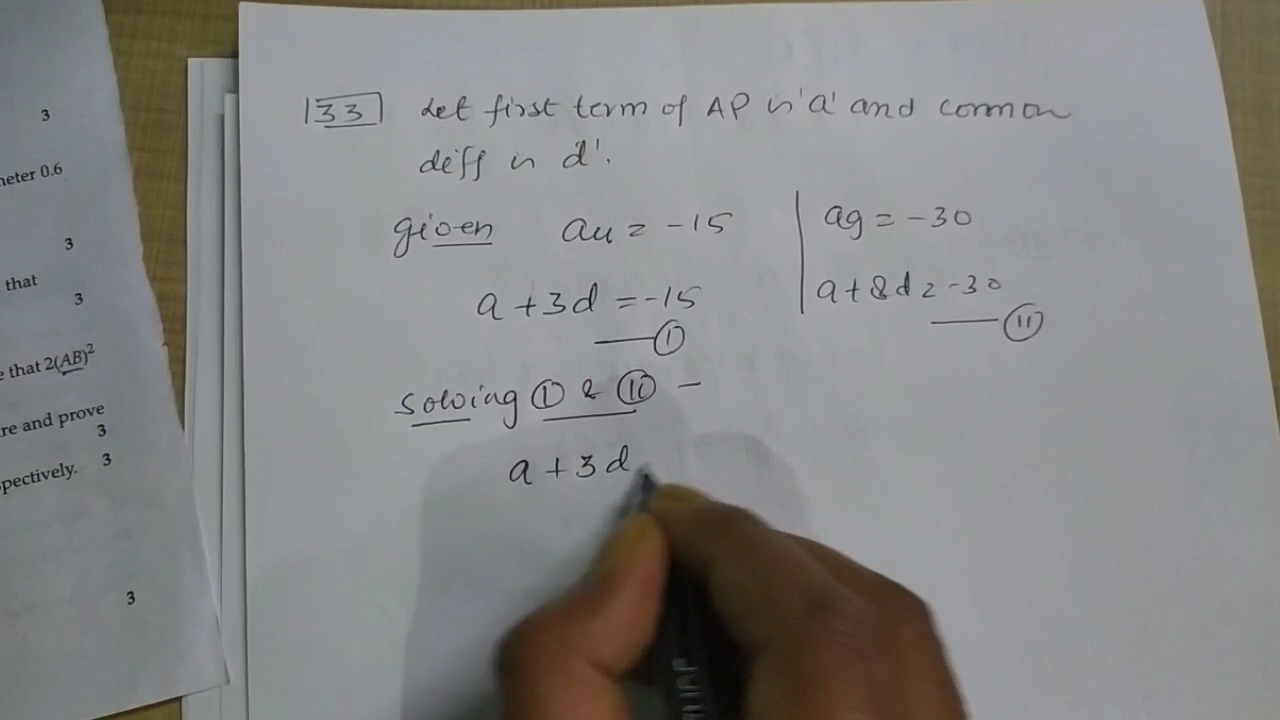 3
neter 0.6
3
that
3
e that 2(AB)²
re and prove
3
pectively. 3
3
33 Let first term of AP is 'a' and common
diff is d'.
given a4 = -15
a + 3d = -15
—①
a9 = -30
a + 8d = -30
—⑪
solving ① & ⑪ -
a + 3d